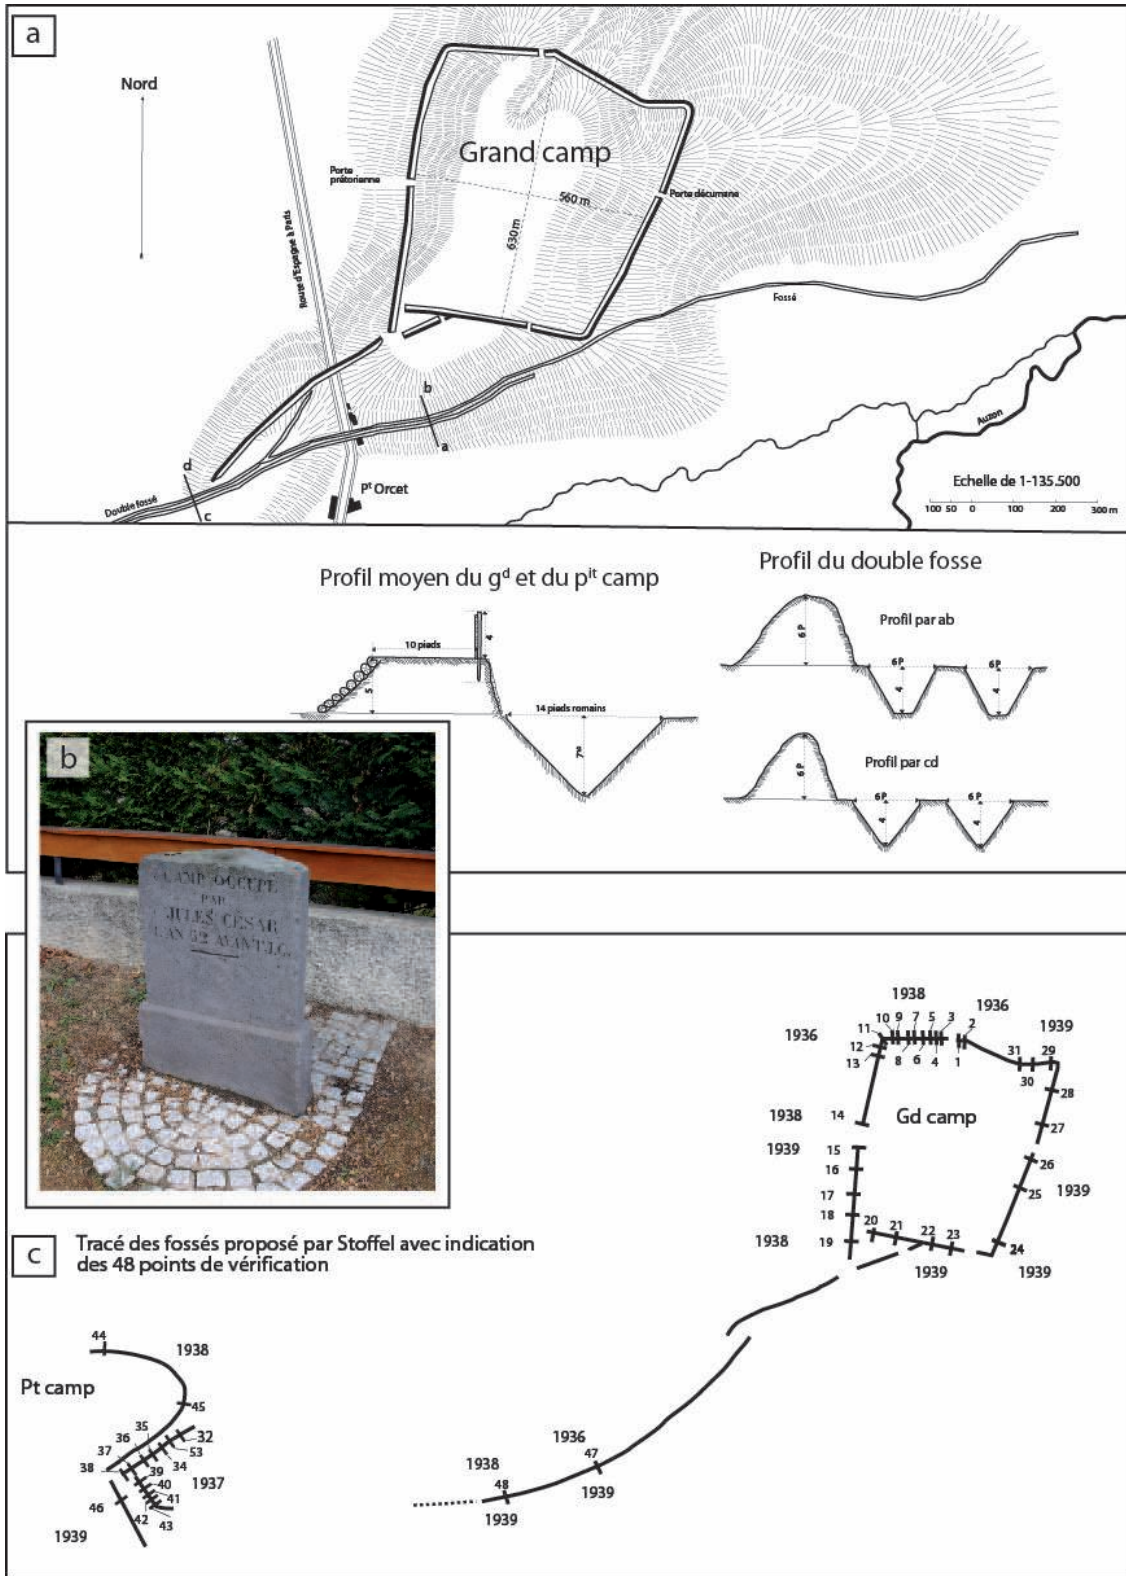 a
Nord
Route d'Espagne à Paris
Grand camp
Porte prétorienne
Porte décumane
560 m
630 m
Fossé
b
a
d
c
Double fossé
Pt Orcet
Auzon
Echelle de 1-135.500
100 50 0 100 200 300 m
Profil moyen du gd et du pit camp
10 pieds
4
5
14 pieds romains
7
Profil du double fosse
Profil par ab
6 P
6 P
6 P
4
4
Profil par cd
6 P
6 P
6 P
4
4
b
CAMP OCCUPÉ
PAR
JULES CÉSAR
L'AN 52 AVANT J.C.
c
Tracé des fossés proposé par Stoffel avec indication
des 48 points de vérification
1938
1936
10 9 7 5 3
2
1936
11
12
13
8 6 4
1
1939
31 29
30
28
27
1938
14
Gd camp
1939
15
16
17
18
26
25
1939
1938
19
20
21
22
23
24
1939
1939
44
1938
Pt camp
45
35
36
37
38
32
53
34
39
1937
40
41
42
43
46
1939
1936
47
1939
1938
48
1939